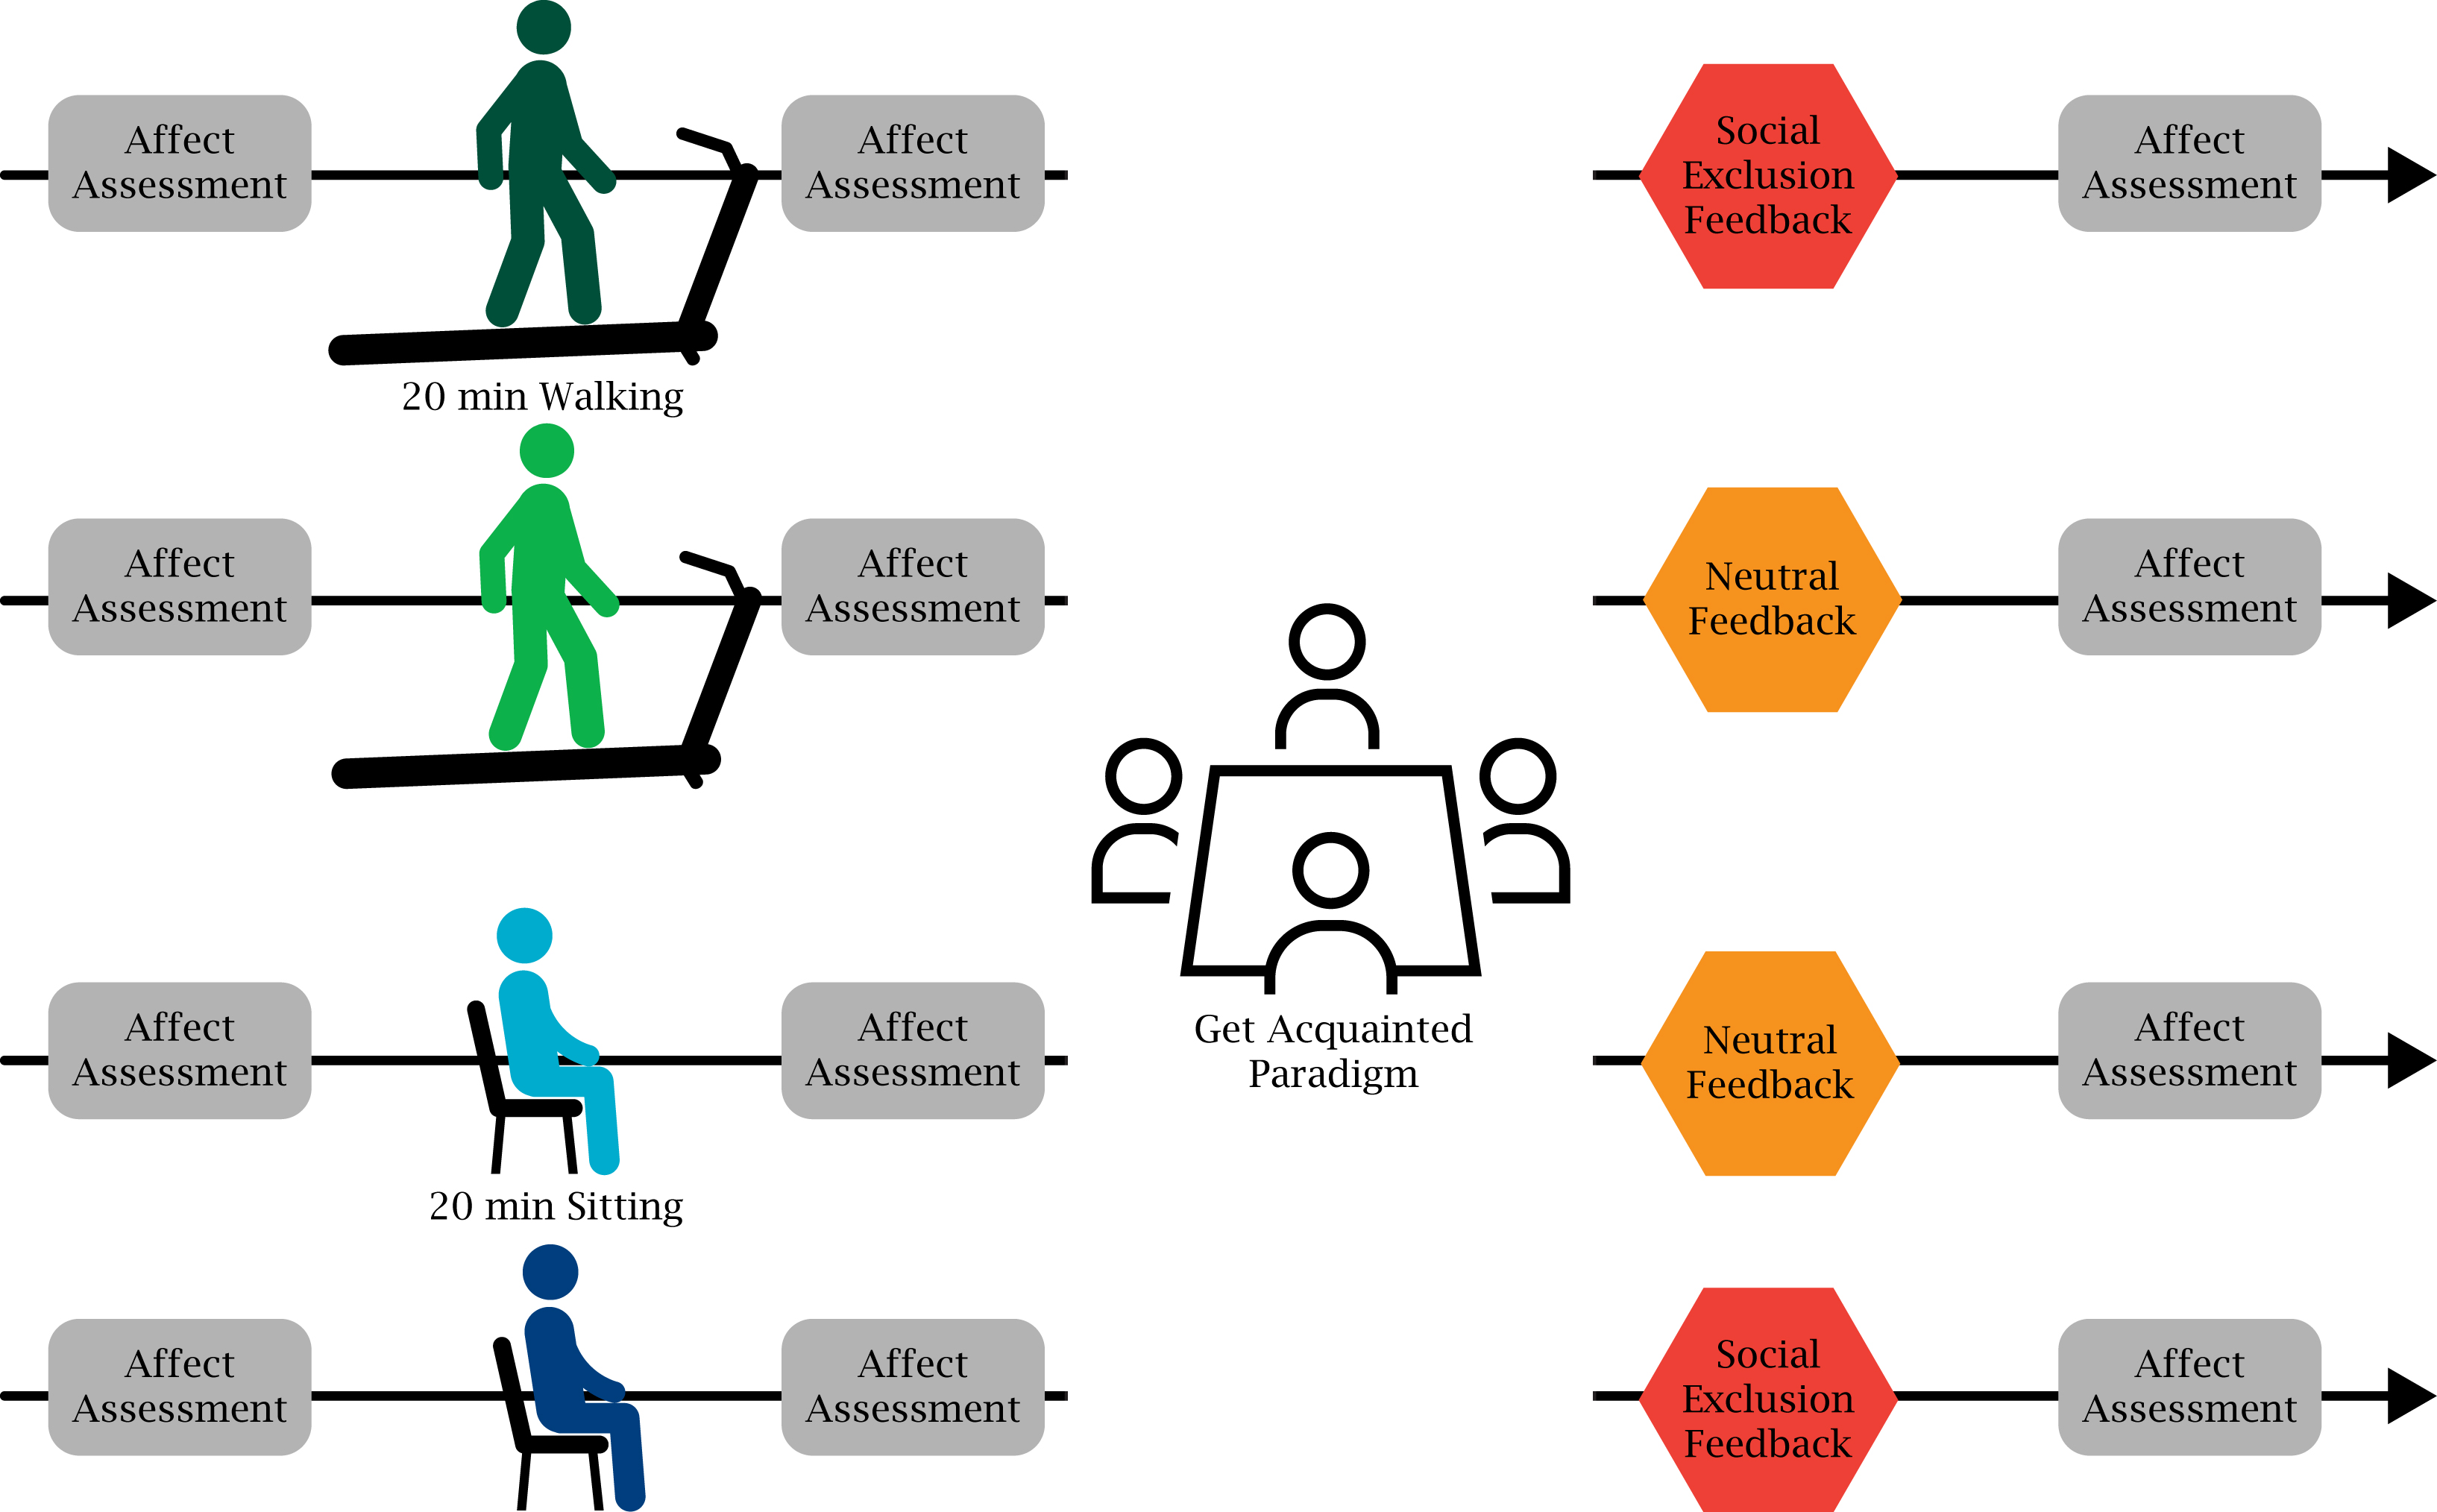 Affect
Assessment
20 min Walking
Affect
Assessment
Social
Exclusion
Feedback
Affect
Assessment
Affect
Assessment
Affect
Assessment
Neutral
Feedback
Affect
Assessment
Get Acquainted
Paradigm
Affect
Assessment
20 min Sitting
Affect
Assessment
Neutral
Feedback
Affect
Assessment
Affect
Assessment
Affect
Assessment
Social
Exclusion
Feedback
Affect
Assessment